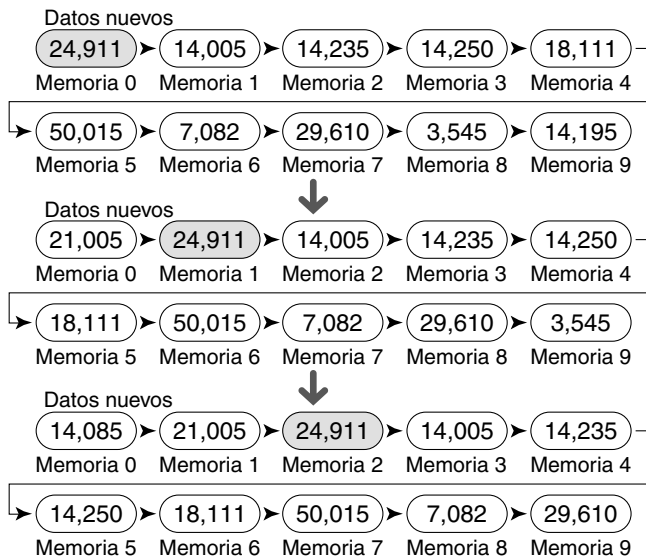 Datos nuevos
24,911 14,005 14,235 14,250 18,111
Memoria 0 Memoria 1 Memoria 2 Memoria 3 Memoria 4
50,015 7,082 29,610 3,545 14,195
Memoria 5 Memoria 6 Memoria 7 Memoria 8 Memoria 9
Datos nuevos
21,005 24,911 14,005 14,235 14,250
Memoria 0 Memoria 1 Memoria 2 Memoria 3 Memoria 4
18,111 50,015 7,082 29,610 3,545
Memoria 5 Memoria 6 Memoria 7 Memoria 8 Memoria 9
Datos nuevos
14,085 21,005 24,911 14,005 14,235
Memoria 0 Memoria 1 Memoria 2 Memoria 3 Memoria 4
14,250 18,111 50,015 7,082 29,610
Memoria 5 Memoria 6 Memoria 7 Memoria 8 Memoria 9